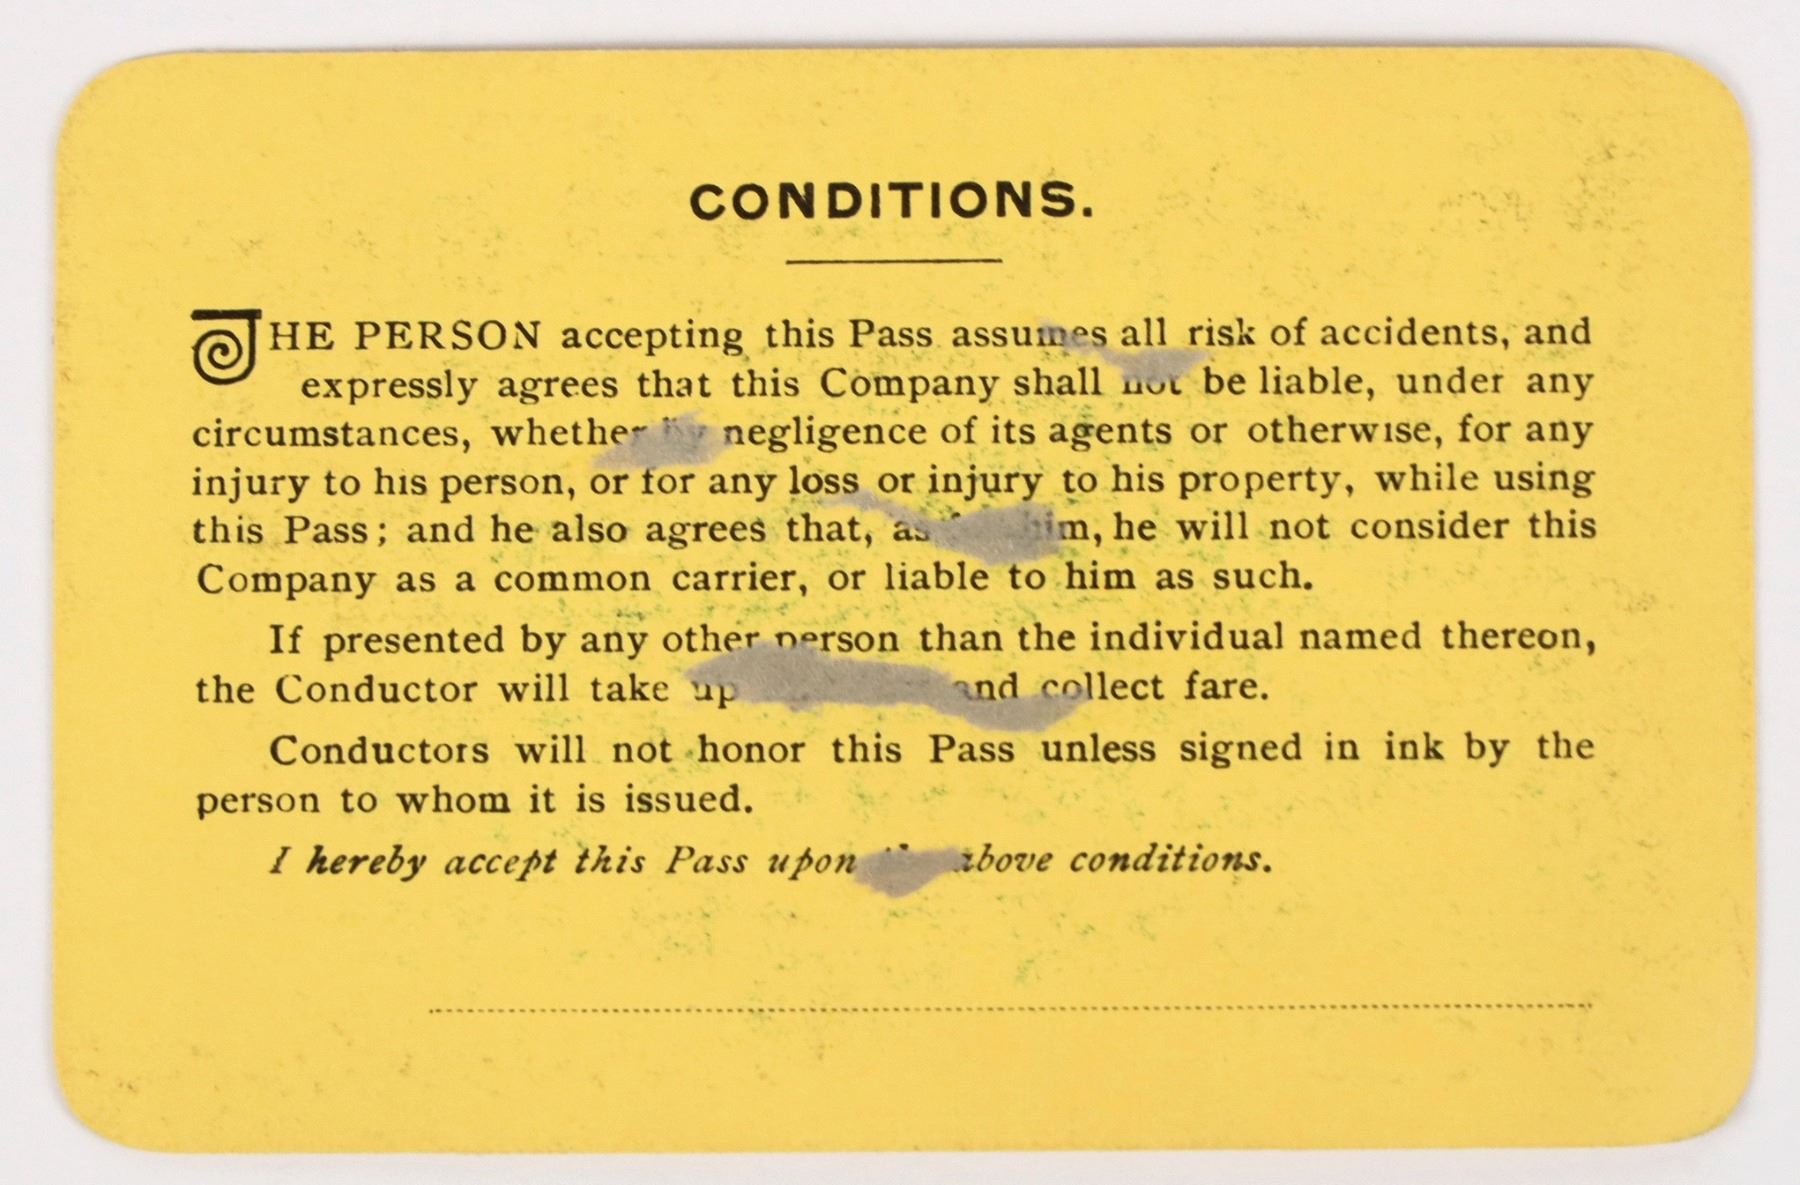 CONDITIONS.
THE PERSON accepting this Pass assumes all risk of accidents, and
expressly agrees that this Company shall not be liable, under any
circumstances, whether by negligence of its agents or otherwise, for any
injury to his person, or for any loss or injury to his property, while using
this Pass; and he also agrees that, as him, he will not consider this
Company as a common carrier, or liable to him as such.
If presented by any other person than the individual named thereon,
the Conductor will take up and collect fare.
Conductors will not honor this Pass unless signed in ink by the
person to whom it is issued.
I hereby accept this Pass upon above conditions.